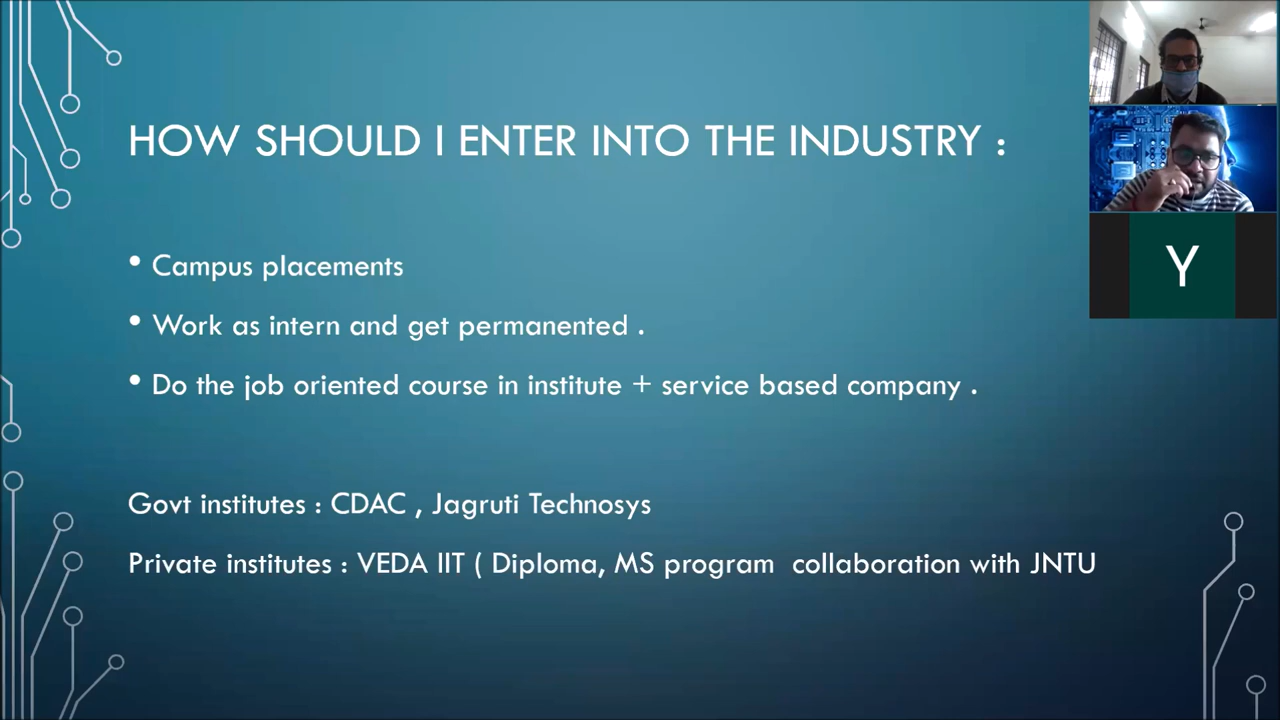 HOW SHOULD I ENTER INTO THE INDUSTRY :
• Campus placements
• Work as intern and get permanented .
• Do the job oriented course in institute + service based company .
Govt institutes : CDAC , Jagruti Technosys
Private institutes : VEDA IIT ( Diploma, MS program  collaboration with JNTU
Y